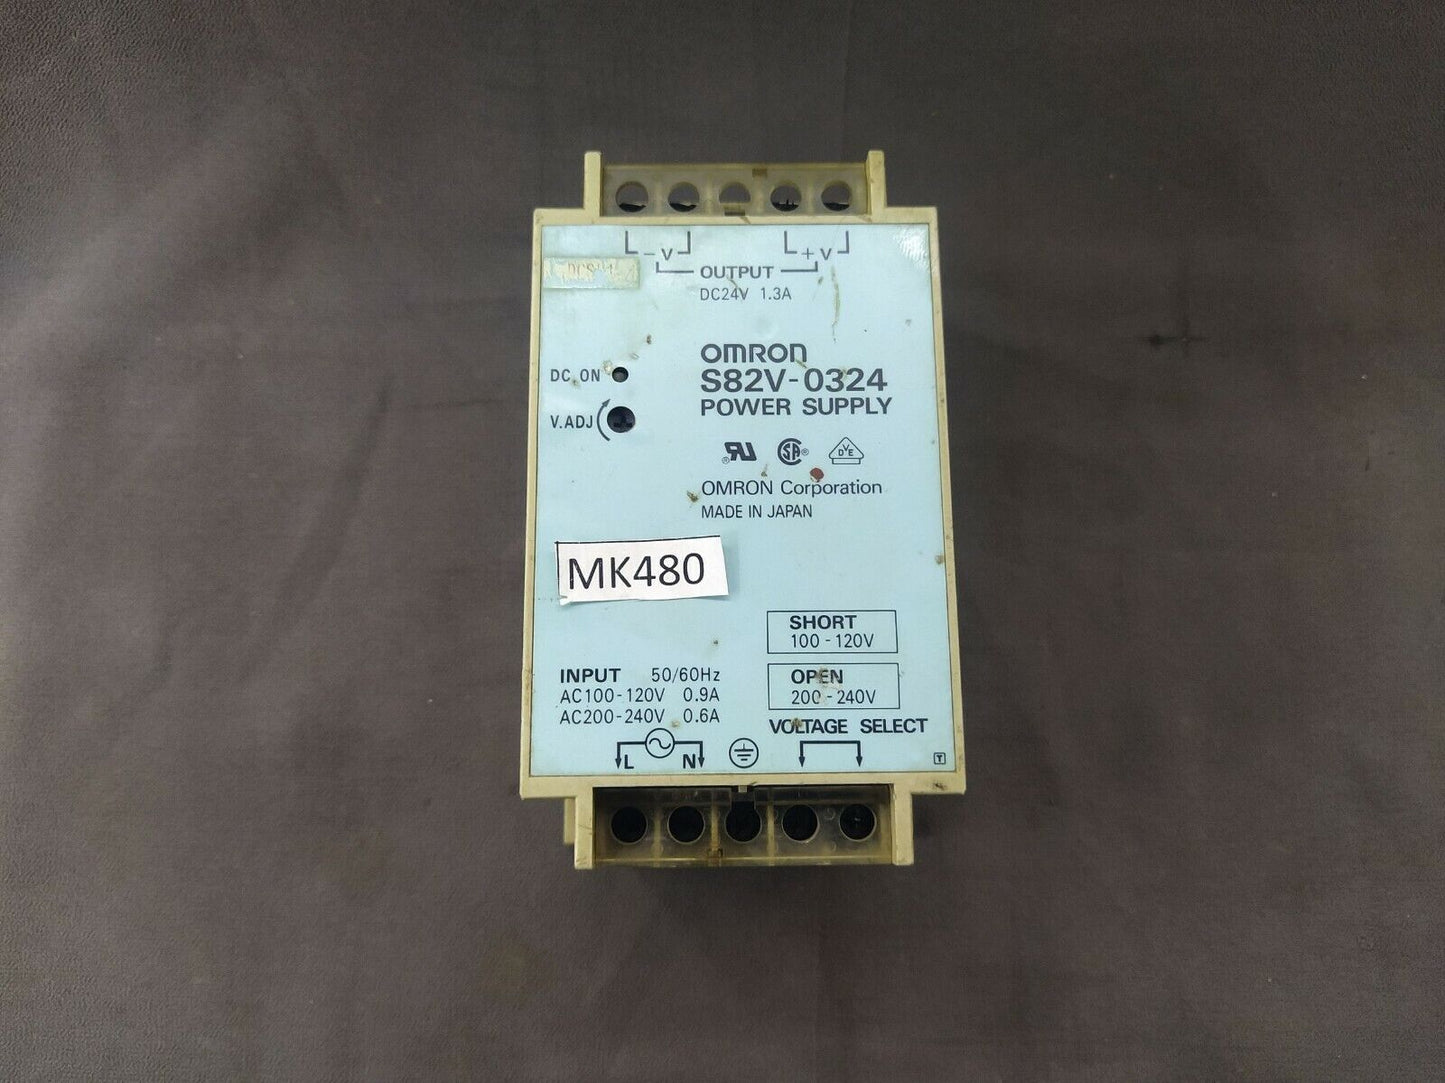 -V +V
OUTPUT
DC24V 1.3A
OMRON
DC ON S82V-0324
V.ADJ POWER SUPPLY
OMRON Corporation
MADE IN JAPAN
MK480
SHORT
100-120V
INPUT 50/60Hz OPEN
AC100-120V 0.9A 200-240V
AC200-240V 0.6A
VOLTAGE SELECT
L N